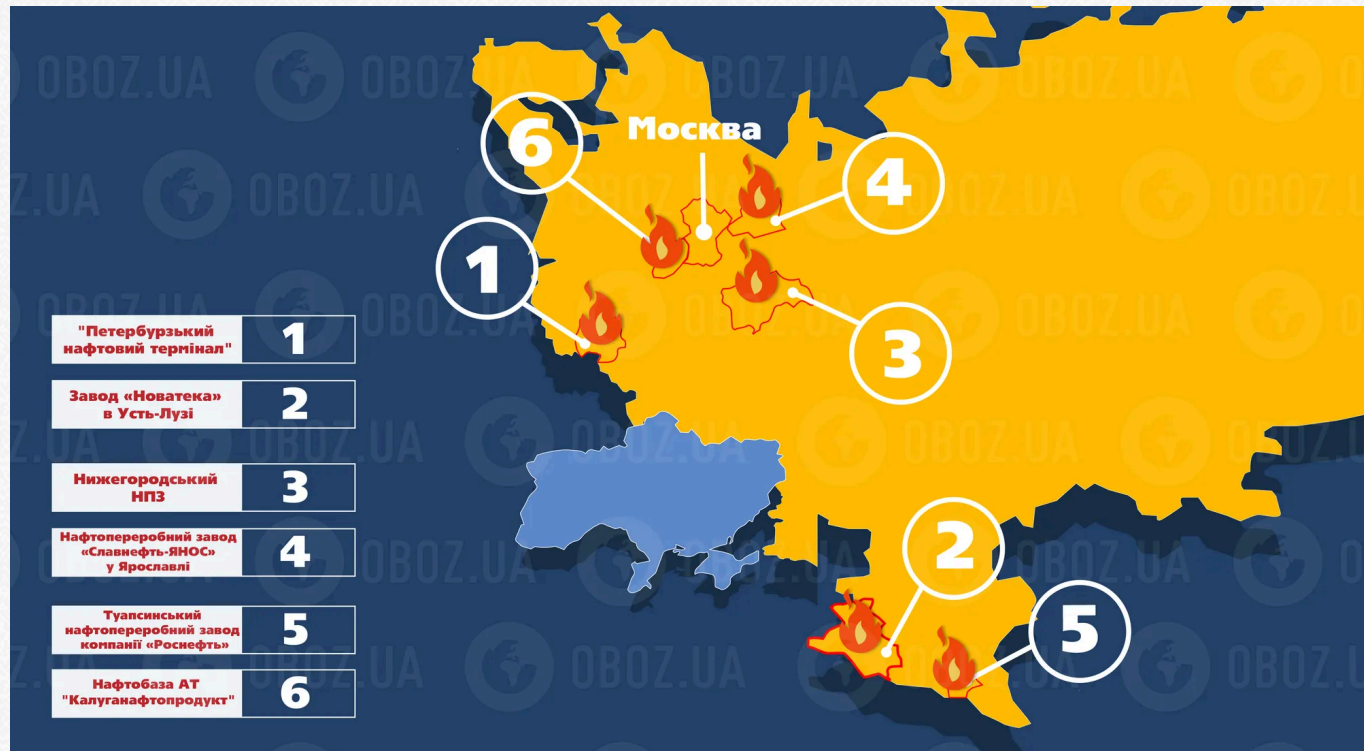 OBOZ.UA
6
Москва
4
1
3
2
5
"Петербурзький
нафтовий термінал"
1
Завод «Новатека»
в Усть-Лузі
2
Нижегородський
НПЗ
3
Нафтопереробний завод
«Славнефть-ЯНОС»
у Ярославлі
4
Туапсинський
нафтопереробний завод
компанії «Роснефть»
5
Нафтобаза АТ
"Калуганафтопродукт"
6